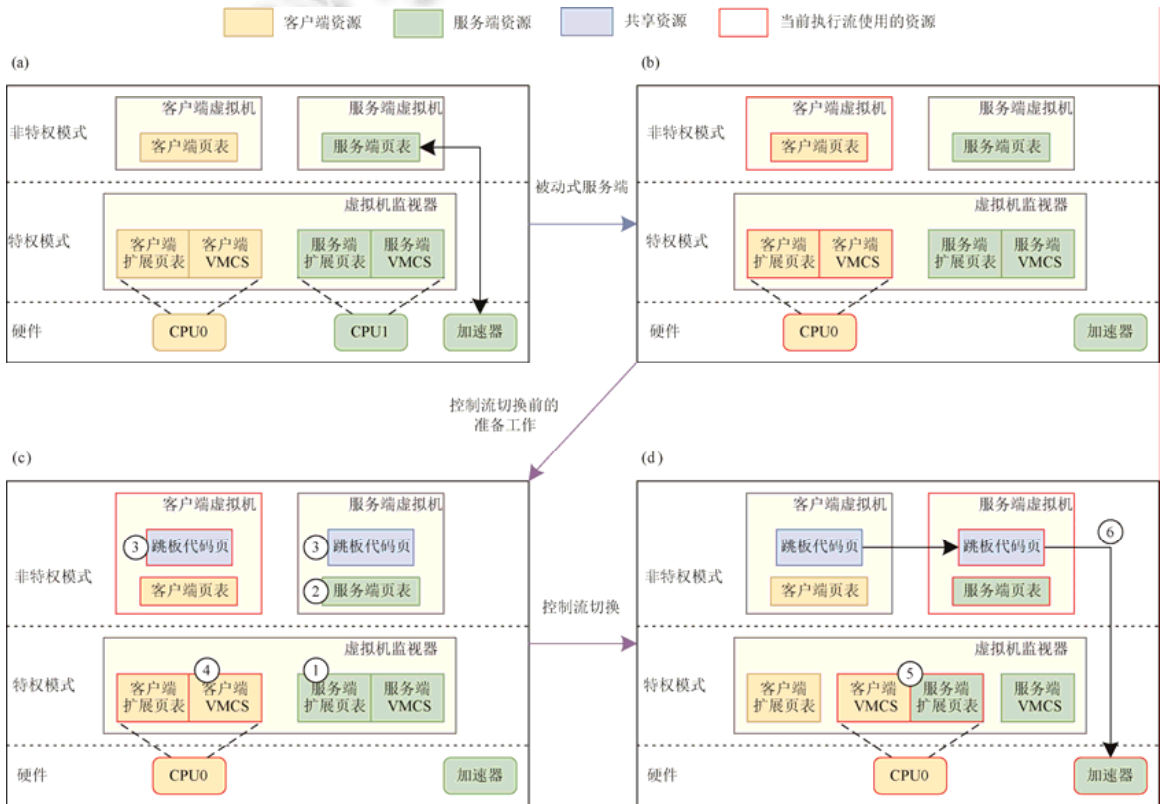 客户端资源
服务端资源
共享资源
当前执行流使用的资源
(a)
非特权模式
客户端虚拟机
客户端页表
服务端虚拟机
服务端页表
特权模式
虚拟机监视器
客户端
扩展页表
客户端
VMCS
服务端
扩展页表
服务端
VMCS
硬件
CPU0
CPU1
加速器
被动式服务端
(b)
非特权模式
客户端虚拟机
客户端页表
服务端虚拟机
服务端页表
特权模式
虚拟机监视器
客户端
扩展页表
客户端
VMCS
服务端
扩展页表
服务端
VMCS
硬件
CPU0
加速器
控制流切换前的
准备工作
(c)
非特权模式
客户端虚拟机
③
跳板代码页
客户端页表
服务端虚拟机
③
跳板代码页
②
服务端页表
特权模式
虚拟机监视器
④
客户端
扩展页表
客户端
VMCS
①
服务端
扩展页表
服务端
VMCS
硬件
CPU0
加速器
控制流切换
(d)
非特权模式
客户端虚拟机
跳板代码页
客户端页表
服务端虚拟机
跳板代码页
服务端页表
⑥
特权模式
虚拟机监视器
客户端
扩展页表
⑤
客户端
VMCS
服务端
扩展页表
服务端
VMCS
硬件
CPU0
加速器